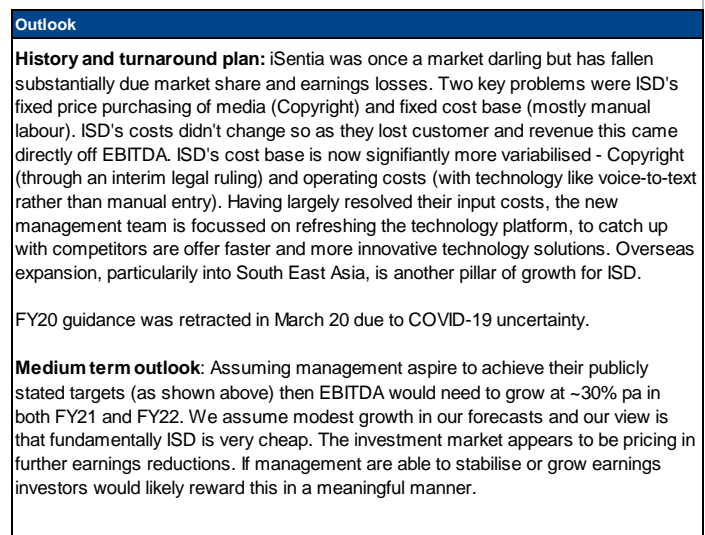 Outlook
History and turnaround plan: iSentia was once a market darling but has fallen
substantially due market share and earnings losses. Two key problems were ISD's
fixed price purchasing of media (Copyright) and fixed cost base (mostly manual
labour). ISD's costs didn't change so as they lost customer and revenue this came
directly off EBITDA. ISD's cost base is now signifiantly more variabilised - Copyright
(through an interim legal ruling) and operating costs (with technology like voice-to-text
rather than manual entry). Having largely resolved their input costs, the new
management team is focussed on refreshing the technology platform, to catch up
with competitors are offer faster and more innovative technology solutions. Overseas
expansion, particularily into South East Asia, is another pillar of growth for ISD.
FY20 guidance was retracted in March 20 due to COVID-19 uncertainty.
Medium term outlook: Assuming management aspire to achieve their publicly
stated targets (as shown above) then EBITDA would need to grow at ~30% pa in
both FY21 and FY22. We assume modest growth in our forecasts and our view is
that fundamentally ISD is very cheap. The investment market appears to be pricing in
further earnings reductions. If management are able to stabilise or grow earnings
investors would likely reward this in a meaningful manner.